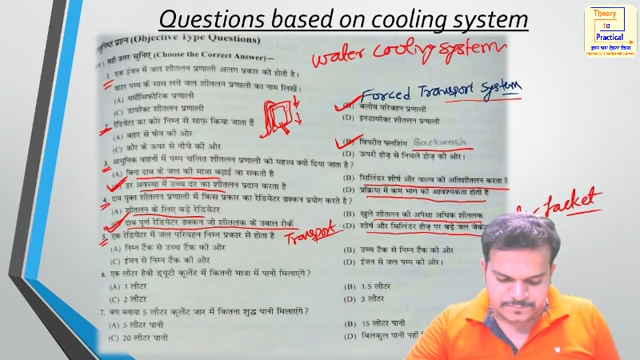 Questions based on cooling system
Theory
to
Practical
प्रश्न (Objective Type Questions)
सही उत्तर चुनिए (Choose the Correct Answer)—
water cooling system
1. एक इंजन में जल शीतलन प्रणाली अलग प्रकार की होती है।
वाटर पम्प के साथ लगे जल शीतलन प्रणाली का नाम लिखें।
Forced Transport System
(A) थर्मोसिफोरिक प्रणाली
(B) बलीय परिवहन प्रणाली
(C) डायरेक्ट शीतलन प्रणाली
(D) इनडायरेक्ट शीतलन प्रणाली
2. रेडियेटर का कोर निम्न से साफ़ किया जाता है
(A) बाहर से फेन की ओर
(B) विपरीत फ्लशिंग Backwash
(C) कोर के ऊपर से नीचे की ओर
(D) ऊपरी होज़ से निचले होज़ की ओर।
3. आधुनिक वाहनों में पम्प चलित शीतलन प्रणाली को महत्त्व क्यों दिया जाता है?
(A) बिना दाब के जल की मात्रा बढ़ाई जा सकती है
(B) सिलिंडर शीर्ष और वाल्व को अतिशीतलन करता है
हर अवस्था में उच्च दर का शीतलन प्रदान करता है
(D) प्रक्रिया में कम भाग की आवश्यकता होती है
4. दाब युक्त शीतलन प्रणाली में किस प्रकार का रेडियेटर ढक्कन प्रयोग करते है?
(A) शीतलन के लिए बड़े रेडियेटर
(B) खुले शीतलन की अपेक्षा अधिक शीतलक
दाब पूर्ण रेडियेटर ढक्कन जो शीतलक के उबाल रोकें
(D) शीर्ष और सिलिंडर होज़ पर बड़े जल
Jacket
5. एक रेडियेटर में जल परिवहन निम्न प्रकार से होता है
Transport
(A) निम्न टैंक से उच्च टैंक की ओर
(B) उच्च टैंक से निम्न टैंक की ओर
(C) इंजन से निम्न टैंक की ओर
(D) इंजन से जल पम्प की ओर।
6. एक लीटर हैवी ड्यूटी कूलेंट में कितनी मात्रा में पानी मिलाएंगे?
(A) 1 लीटर
(B) 1.5 लीटर
(C) 2 लीटर
(D) 3 लीटर
7. बना बनाया 5 लीटर कूलेंट जार में कितना शुद्ध पानी मिलाएंगे?
(A) 5 लीटर पानी
(B) 15 लीटर पानी
(C) 20 लीटर पानी
(D) बिलकुल पानी नहीं